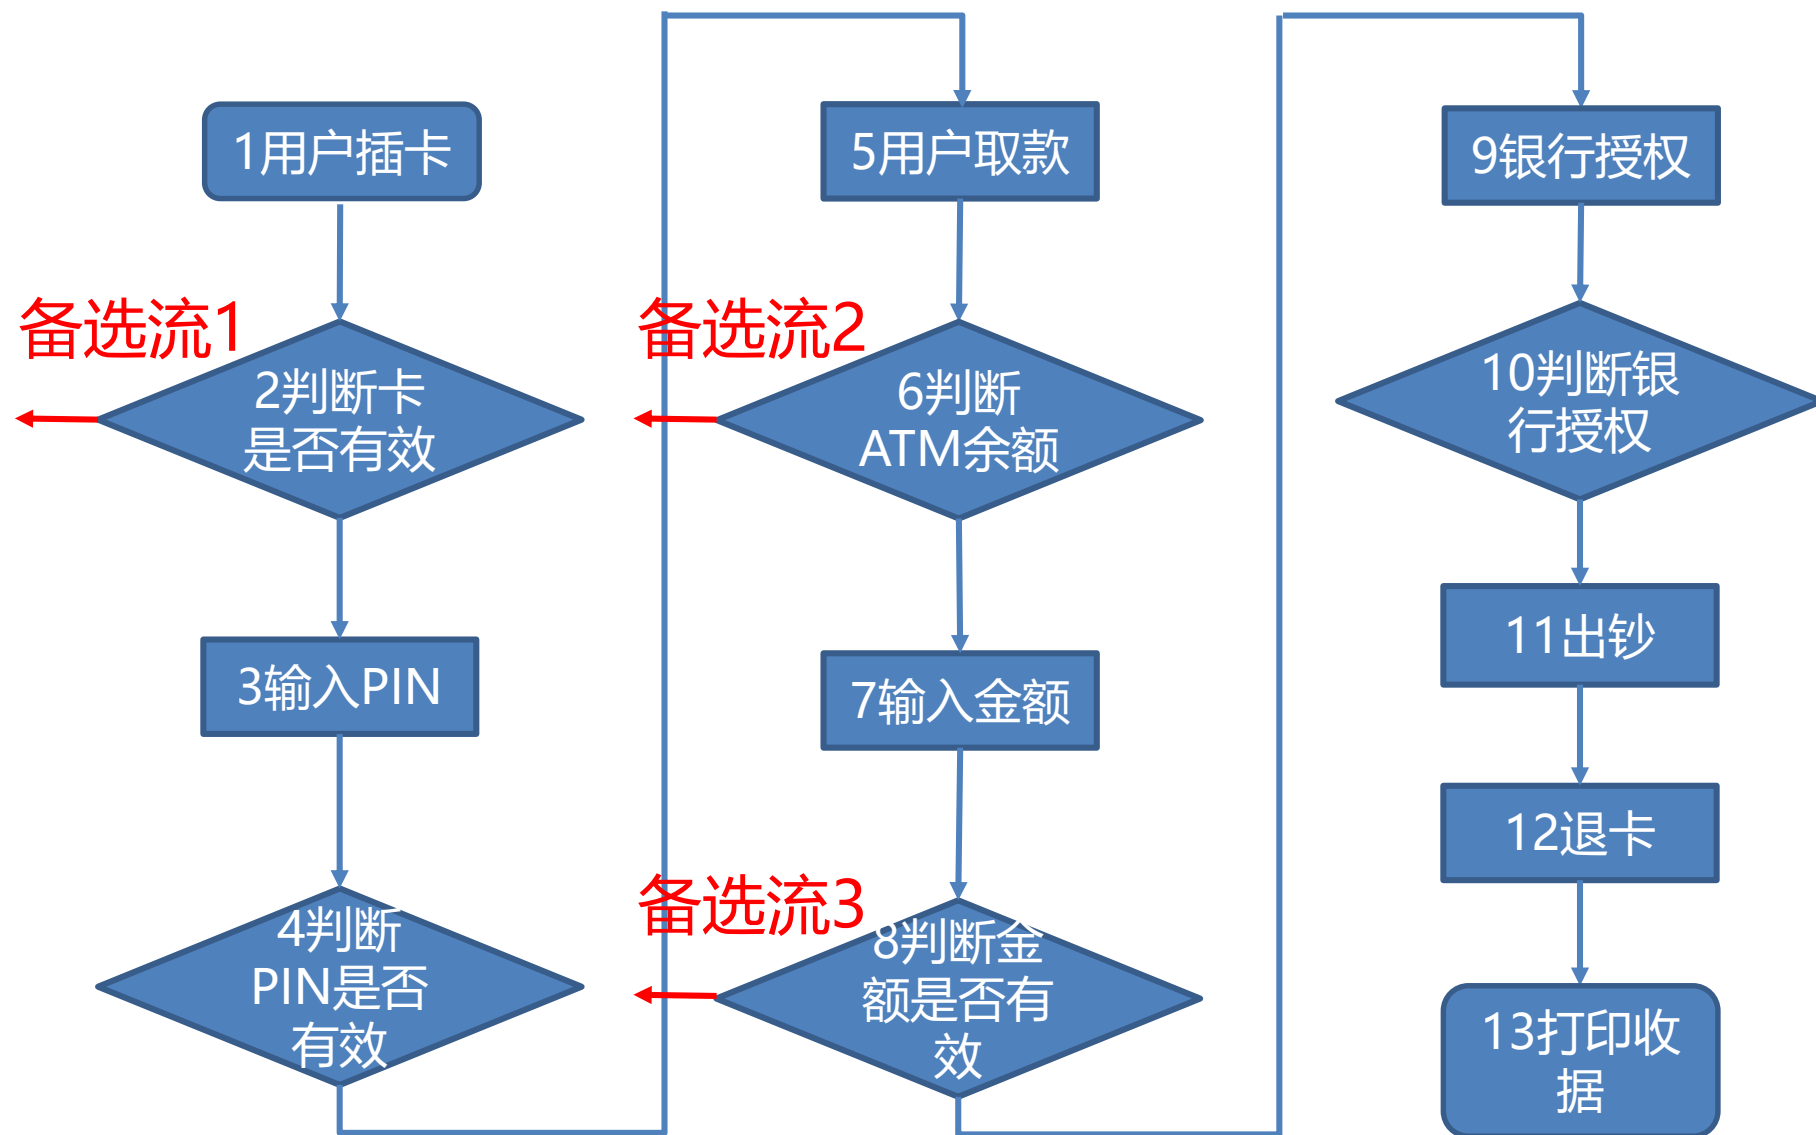 1用户插卡
备选流1
2判断卡
是否有效
3输入PIN
4判断
PIN是否
有效
5用户取款
备选流2
6判断
ATM余额
7输入金额
备选流3
8判断金
额是否有
效
9银行授权
10判断银
行授权
11出钞
12退卡
13打印收
据